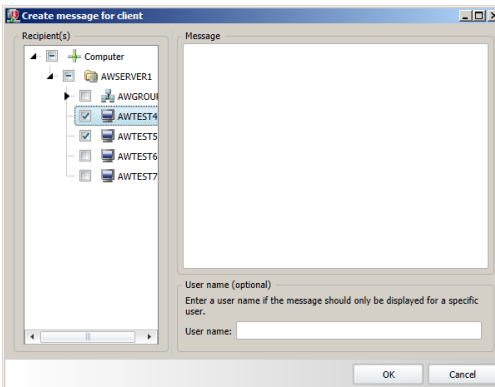 Create message for client
Recipient(s)
Computer
AWSERVER1
AWGROU
AWTEST4
AWTEST5
AWTEST6
AWTEST7
Message
User name (optional)
Enter a user name if the message should only be displayed for a specific
user.
User name:
OK
Cancel